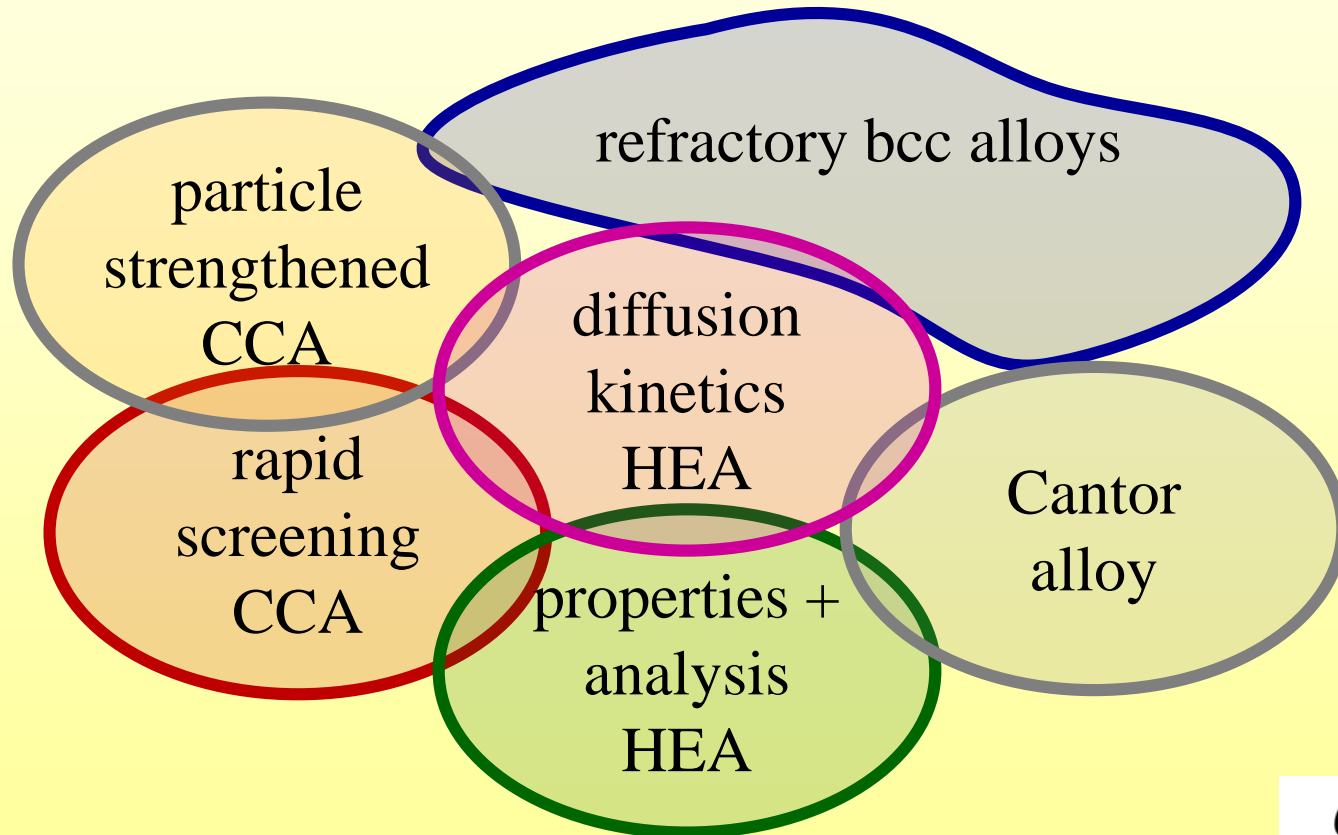 refractory bcc alloys
particle
strengthened
CCA
diffusion
kinetics
HEA
rapid
screening
CCA
Cantor
alloy
properties +
analysis
HEA